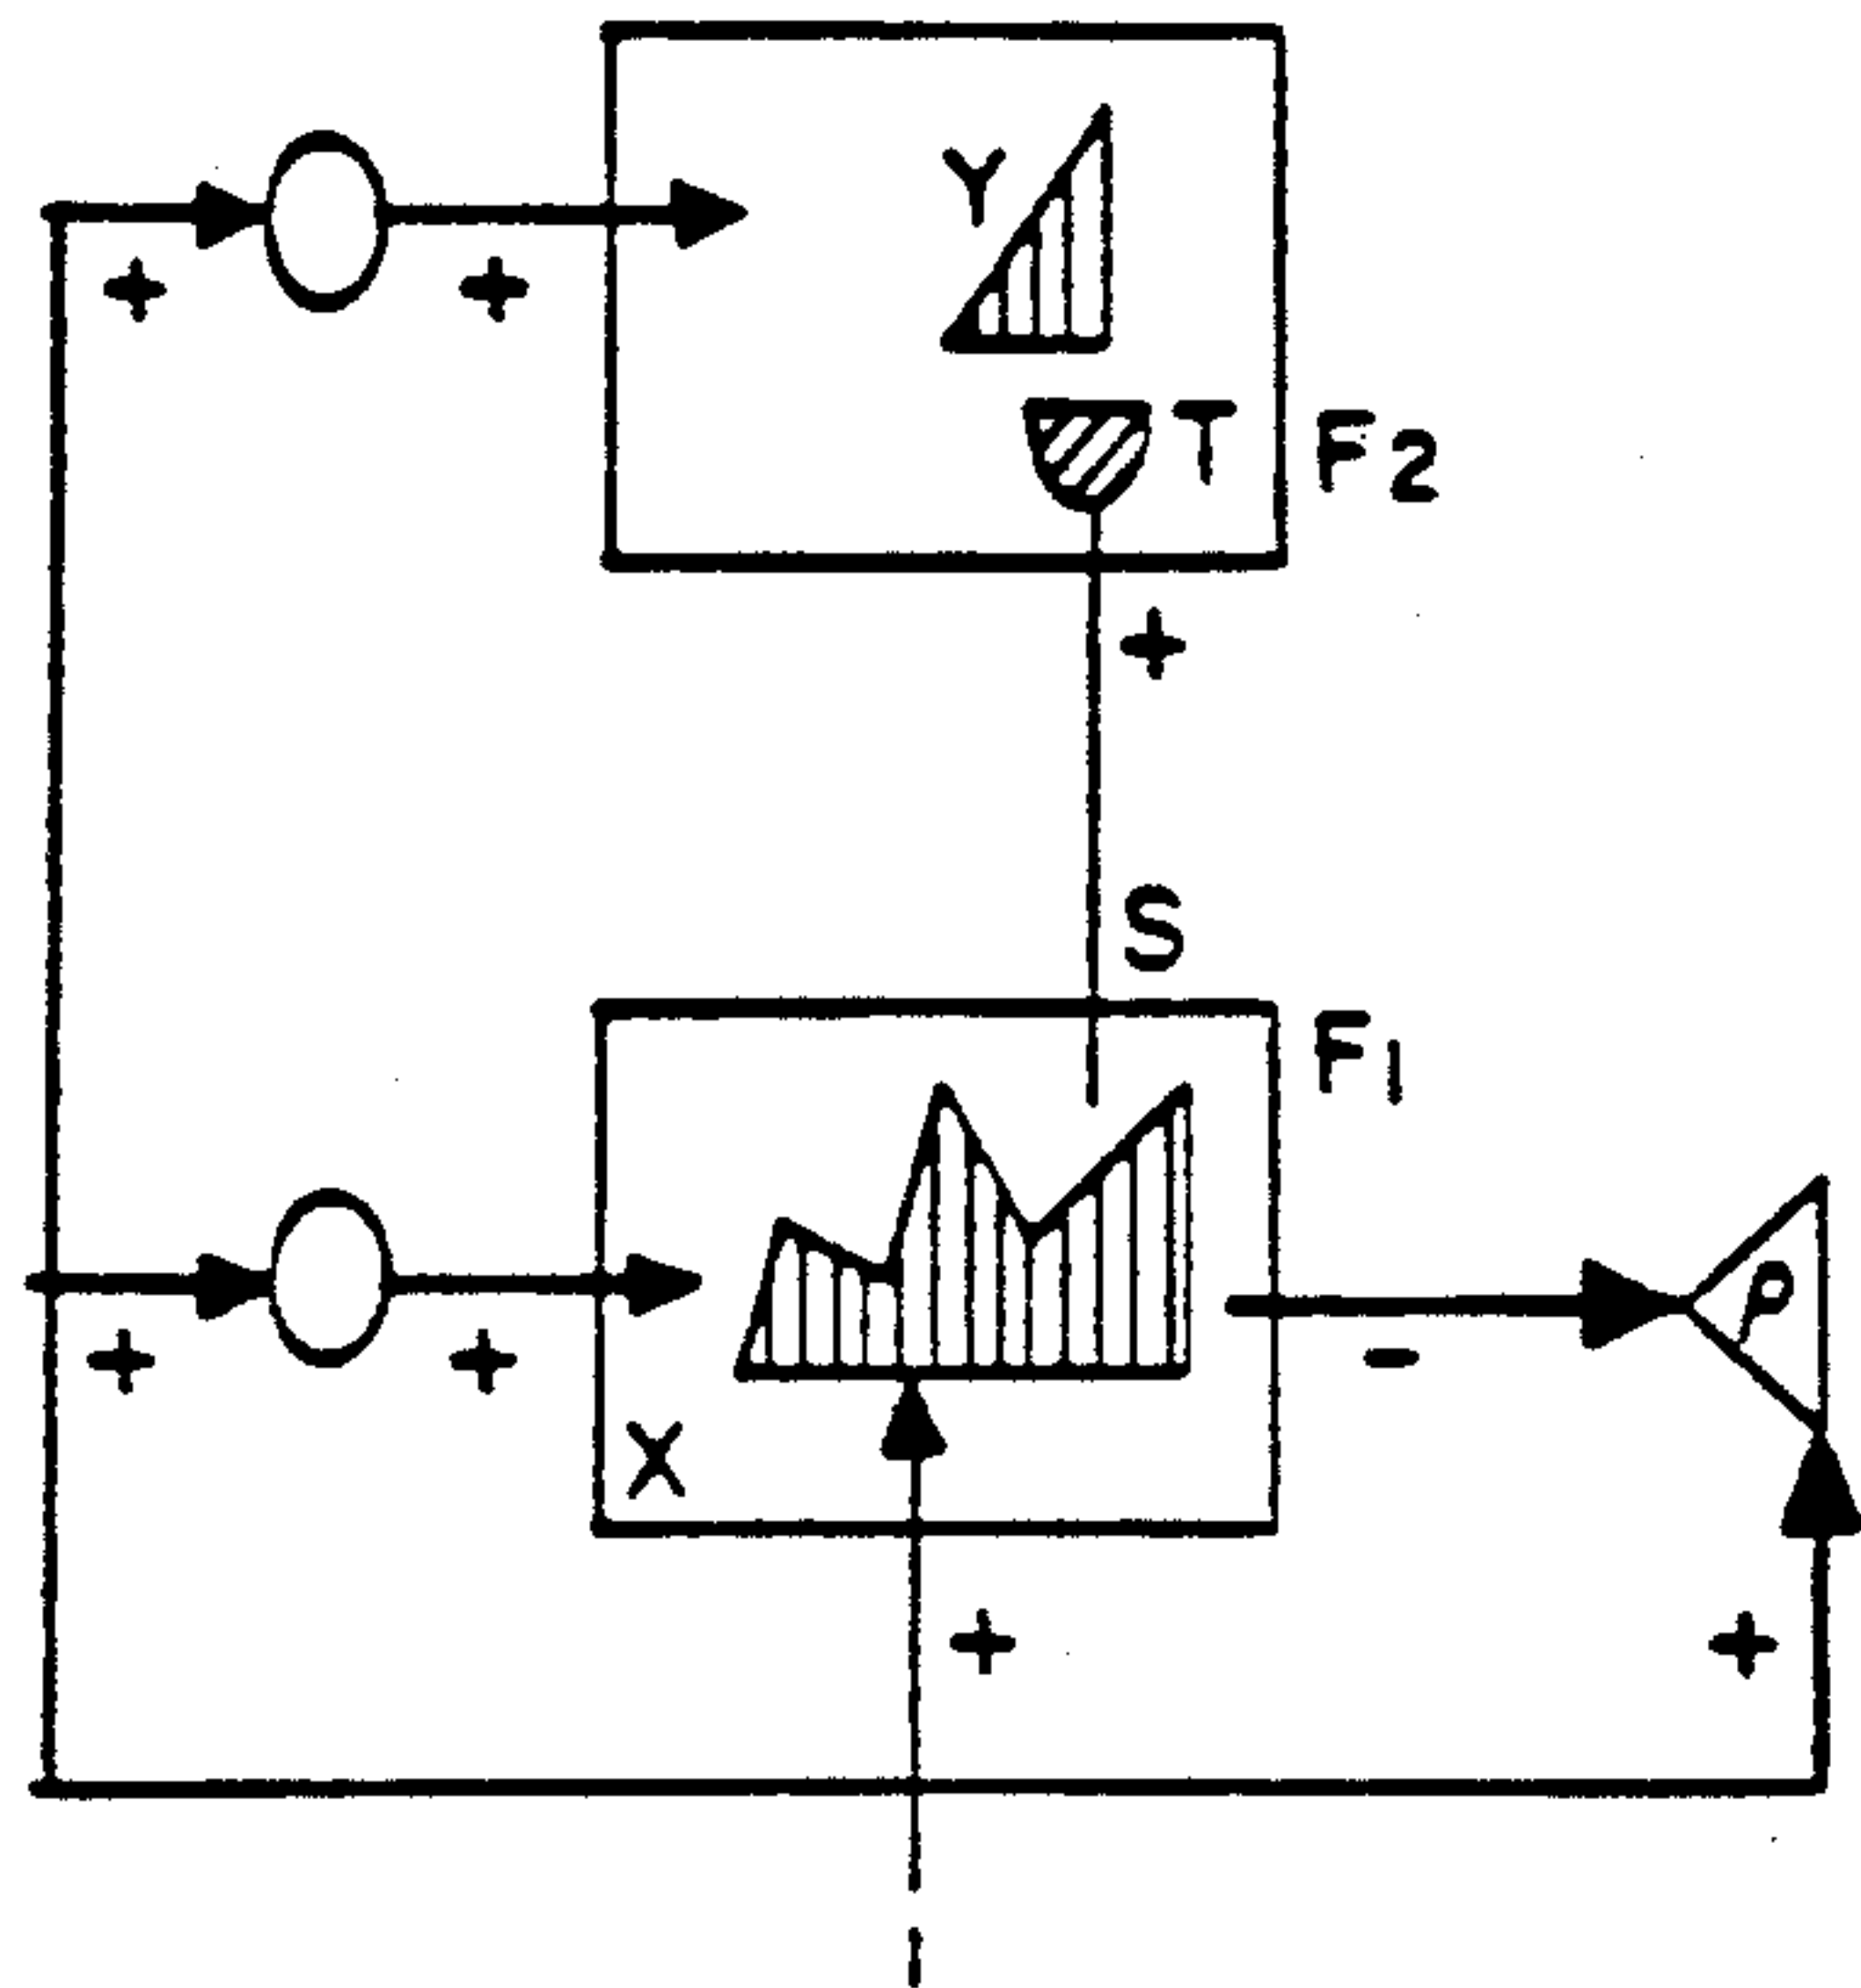 Y
T
F2
+ +
+
S
F1
+ +
-
ρ
X
+
+
I